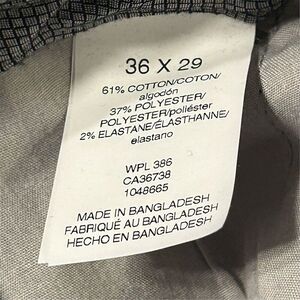 36 X 29
61% COTTON/COTON/
algodón
37% POLYESTER/
POLYESTER/poliéster
2% ELASTANE/ÉLASTHANNE/
elastano
WPL 386
CA36738
1048665
MADE IN BANGLADESH
FABRIQUÉ AU BANGLADESH
HECHO EN BANGLADESH